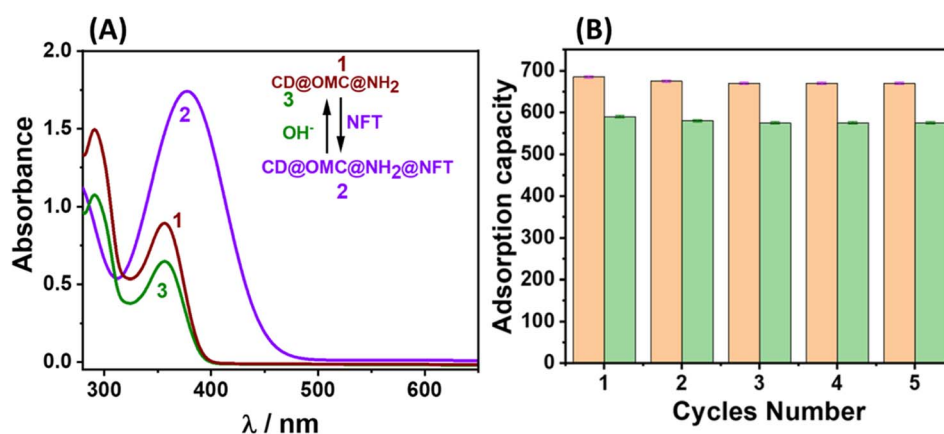 (A)
2.0
1.5
1.0
0.5
0.0
Absorbance
300
400
500
600
λ / nm
1
2
3
1
CD@OMC@NH₂
3
OH⁻
NFT
CD@OMC@NH₂@NFT
2
(B)
700
600
500
400
300
200
100
0
Adsorption capacity
1
2
3
4
5
Cycles Number